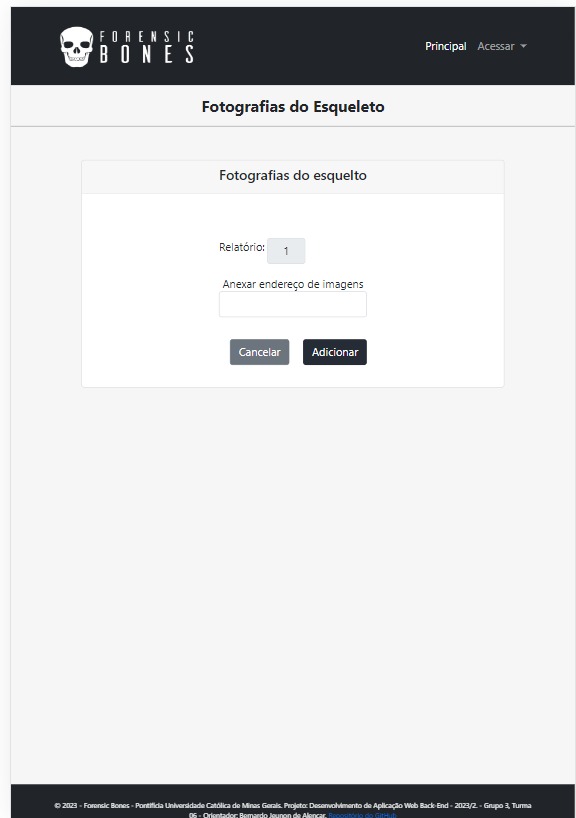 FORENSIC
BONES
Principal Acessar
Fotografias do Esqueleto
Fotografias do esquelto
Relatório: 1
Anexar endereço de imagens
Cancelar Adicionar
© 2023 - Forensic Bones - Pontifícia Universidade Católica de Minas Gerais. Projeto: Desenvolvimento de Aplicação Web Back-End - 2023/2. - Grupo 3, Turma
06 - Orientador: Bernardo Jeunon de Alencar. Repositório do GitHub